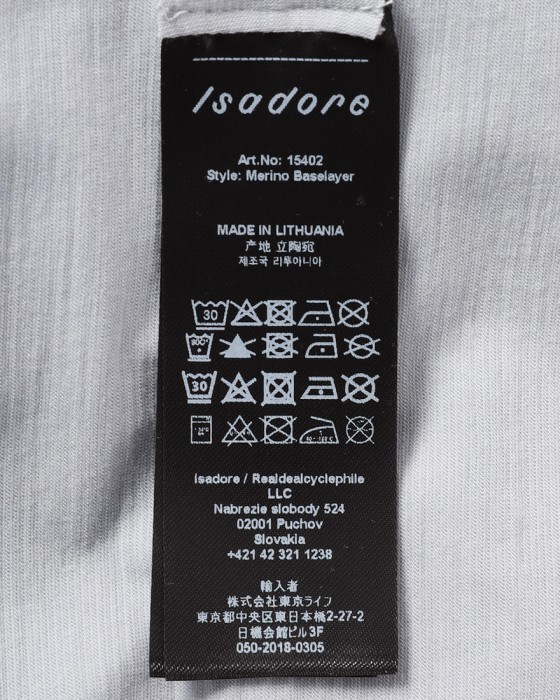 Isadore
Art.No: 15402
Style: Merino Baselayer
MADE IN LITHUANIA
产地 立陶宛
제조국 리투아니아
30
30
Isadore / Realdealcyclephile
LLC
Nabrezie slobody 524
02001 Puchov
Slovakia
+421 42 321 1238
輸入者
株式会社東京ライフ
東京都中央区東日本橋2-27-2
日機会館ビル3F
050-2018-0305